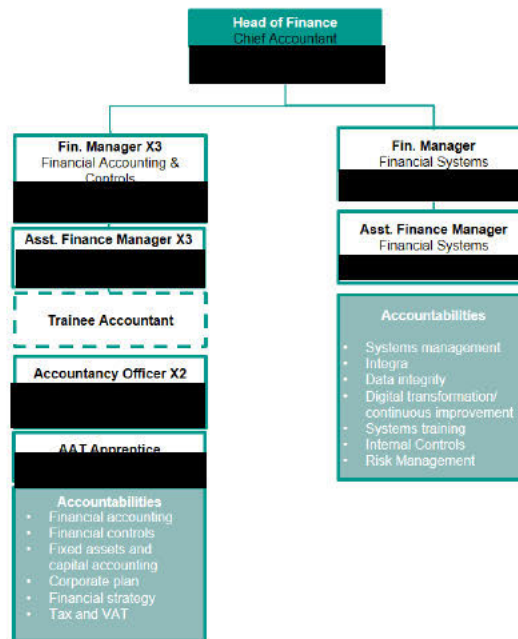 Head of Finance
Chief Accountant
Fin. Manager X3
Financial Accounting &
Controls
Asst. Finance Manager X3
Trainee Accountant
Accountancy Officer X2
AAT Apprentice
Accountabilities
• Financial accounting
• Financial controls
• Fixed assets and
capital accounting
• Corporate plan
• Financial strategy
• Tax and VAT
Fin. Manager
Financial Systems
Asst. Finance Manager
Financial Systems
Accountabilities
• Systems management
• Integra
• Data integrity
• Digital transformation/
continuous improvement
• Systems training
• Internal Controls
• Risk Management